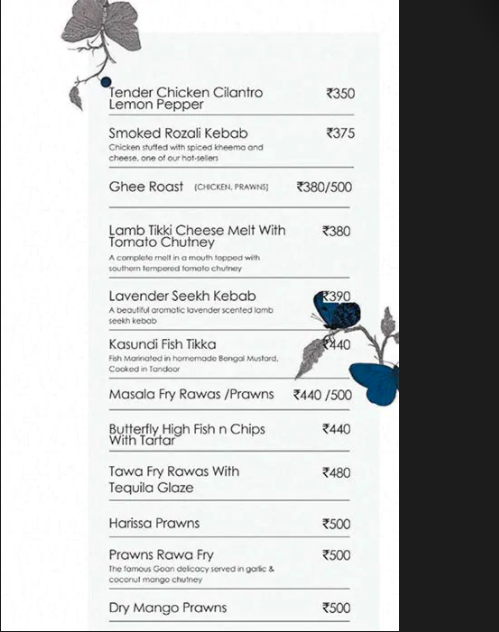 Tender Chicken Cilantro ₹350
Lemon Pepper
Smoked Rozali Kebab ₹375
Chicken stuffed with spiced kheema and
cheese, one of our hot-sellers
Ghee Roast (CHICKEN, PRAWNS) ₹380/500
Lamb Tikki Cheese Melt With ₹380
Tomato Chutney
A complete melt in a mouth topped with
southern tempered tomato chutney
Lavender Seekh Kebab ₹390
A beautiful aromatic lavender scented lamb
seekh kebab
Kasundi Fish Tikka ₹440
Fish Marinated in homemade Bengal Mustard,
Cooked in Tandoor
Masala Fry Rawas /Prawns ₹440 /500
Butterfly High Fish n Chips ₹440
With Tartar
Tawa Fry Rawas With ₹480
Tequila Glaze
Harissa Prawns ₹500
Prawns Rawa Fry ₹500
The famous Goan delicacy served in garlic &
coconut mango chutney
Dry Mango Prawns ₹500